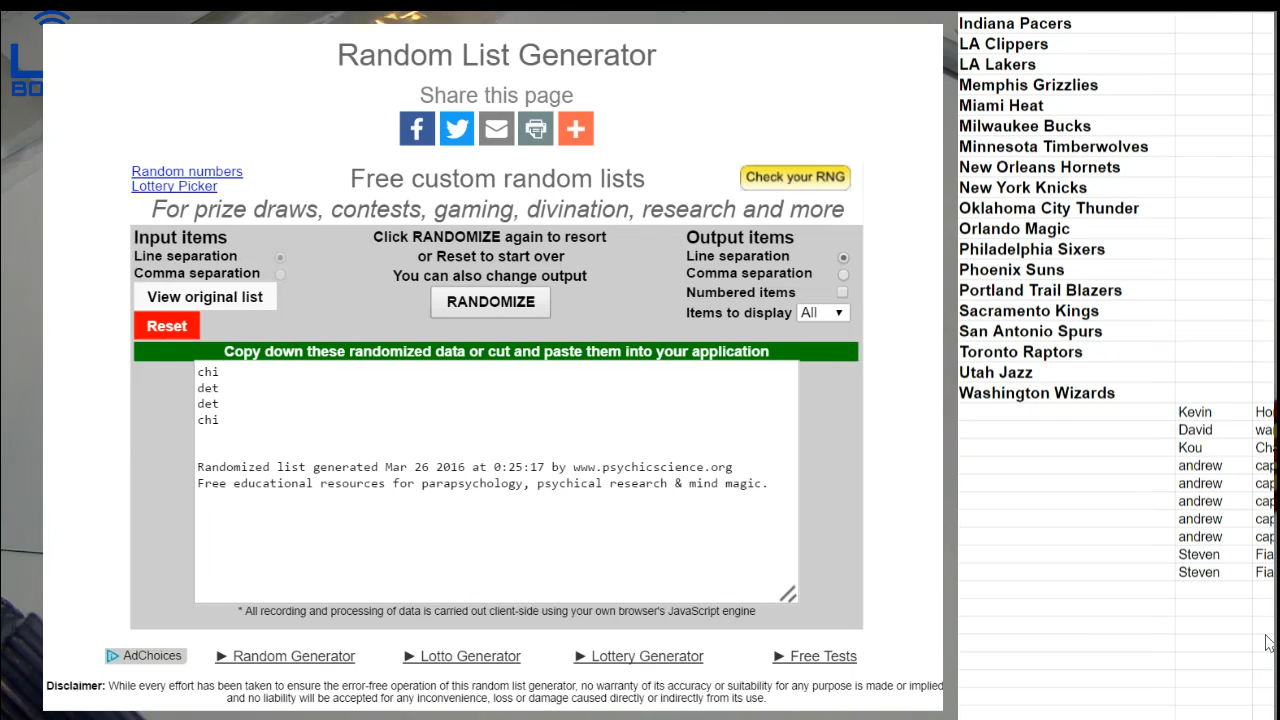 Random List Generator
Share this page
Random numbers
Lottery Picker
Free custom random lists
Check your RNG
For prize draws, contests, gaming, divination, research and more
Input items
Line separation
Comma separation
View original list
Reset
Click RANDOMIZE again to resort
or Reset to start over
You can also change output
RANDOMIZE
Output items
Line separation
Comma separation
Numbered items
Items to display All
Copy down these randomized data or cut and paste them into your application
chi
det
det
chi
Randomized list generated Mar 26 2016 at 0:25:17 by www.psychicscience.org
Free educational resources for parapsychology, psychical research & mind magic.
* All recording and processing of data is carried out client-side using your own browser's JavaScript engine
AdChoices
► Random Generator
► Lotto Generator
► Lottery Generator
► Free Tests
Disclaimer: While every effort has been taken to ensure the error-free operation of this random list generator, no warranty of its accuracy or suitability for any purpose is made or implied
and no liability will be accepted for any inconvenience, loss or damage caused directly or indirectly from its use.
Indiana Pacers
LA Clippers
LA Lakers
Memphis Grizzlies
Miami Heat
Milwaukee Bucks
Minnesota Timberwolves
New Orleans Hornets
New York Knicks
Oklahoma City Thunder
Orlando Magic
Philadelphia Sixers
Phoenix Suns
Portland Trail Blazers
Sacramento Kings
San Antonio Spurs
Toronto Raptors
Utah Jazz
Washington Wizards
Kevin
David
Kou
andrew cap
andrew cap
andrew cap
andrew cap
andrew cap
Steven Fia
Steven Fia